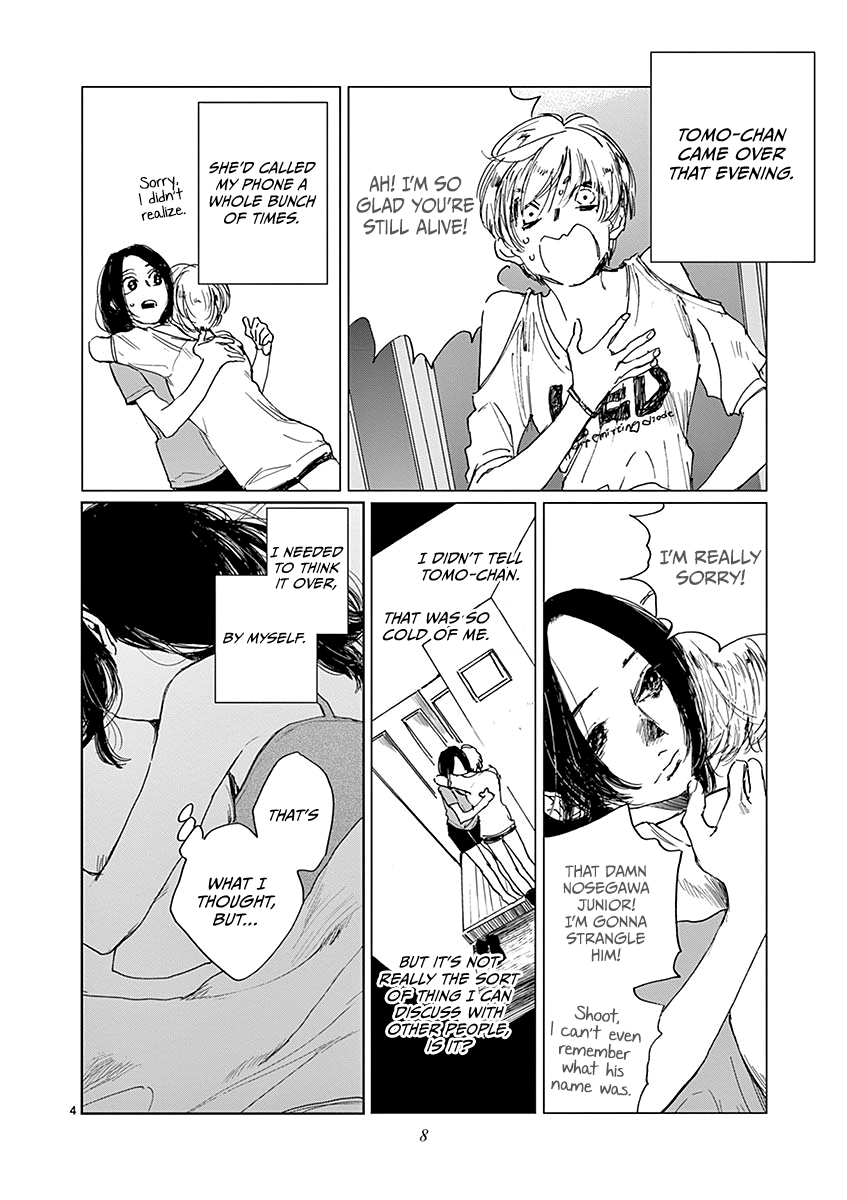 TOMO-CHAN
CAME OVER
THAT EVENING.
AH! I'M SO
GLAD YOU'RE
STILL ALIVE!
LED
emitting diode
SHE'D CALLED
MY PHONE A
WHOLE BUNCH
OF TIMES.
Sorry,
I didn't
realize.
I'M REALLY
SORRY!
THAT DAMN
NOSEGAWA
JUNIOR!
I'M GONNA
STRANGLE
HIM!
Shoot,
I can't even
remember
what his
name was.
I DIDN'T TELL
TOMO-CHAN.
THAT WAS SO
COLD OF ME.
BUT IT'S NOT
REALLY THE SORT
OF THING I CAN
DISCUSS WITH
OTHER PEOPLE,
IS IT?
I NEEDED
TO THINK
IT OVER,
BY MYSELF.
THAT'S
WHAT I
THOUGHT,
BUT...
4
8